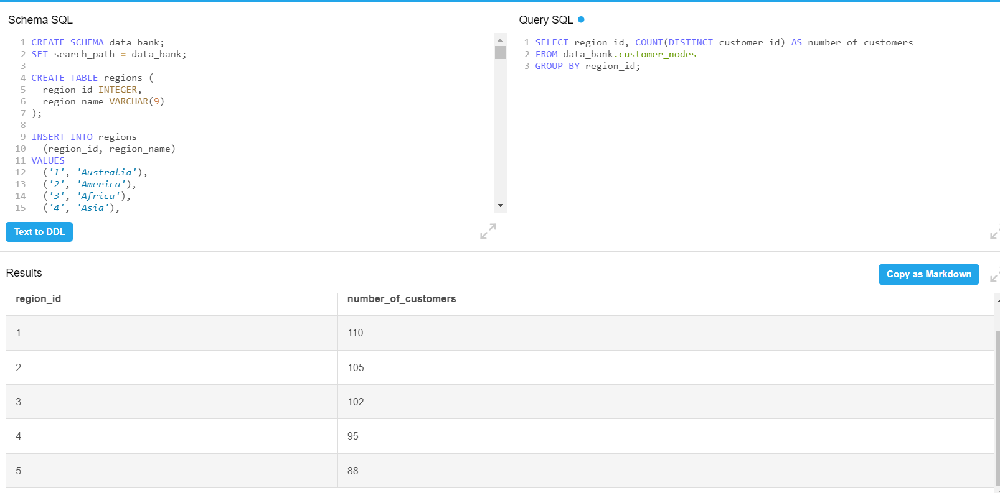 Schema SQL
1 CREATE SCHEMA data_bank;
2 SET search_path = data_bank;
3
4 CREATE TABLE regions (
5   region_id INTEGER,
6   region_name VARCHAR(9)
7 );
8
9 INSERT INTO regions
10   (region_id, region_name)
11 VALUES
12   ('1', 'Australia'),
13   ('2', 'America'),
14   ('3', 'Africa'),
15   ('4', 'Asia'),
Text to DDL
Query SQL
1 SELECT region_id, COUNT(DISTINCT customer_id) AS number_of_customers
2 FROM data_bank.customer_nodes
3 GROUP BY region_id;
Results
Copy as Markdown
region_id number_of_customers
1 110
2 105
3 102
4 95
5 88